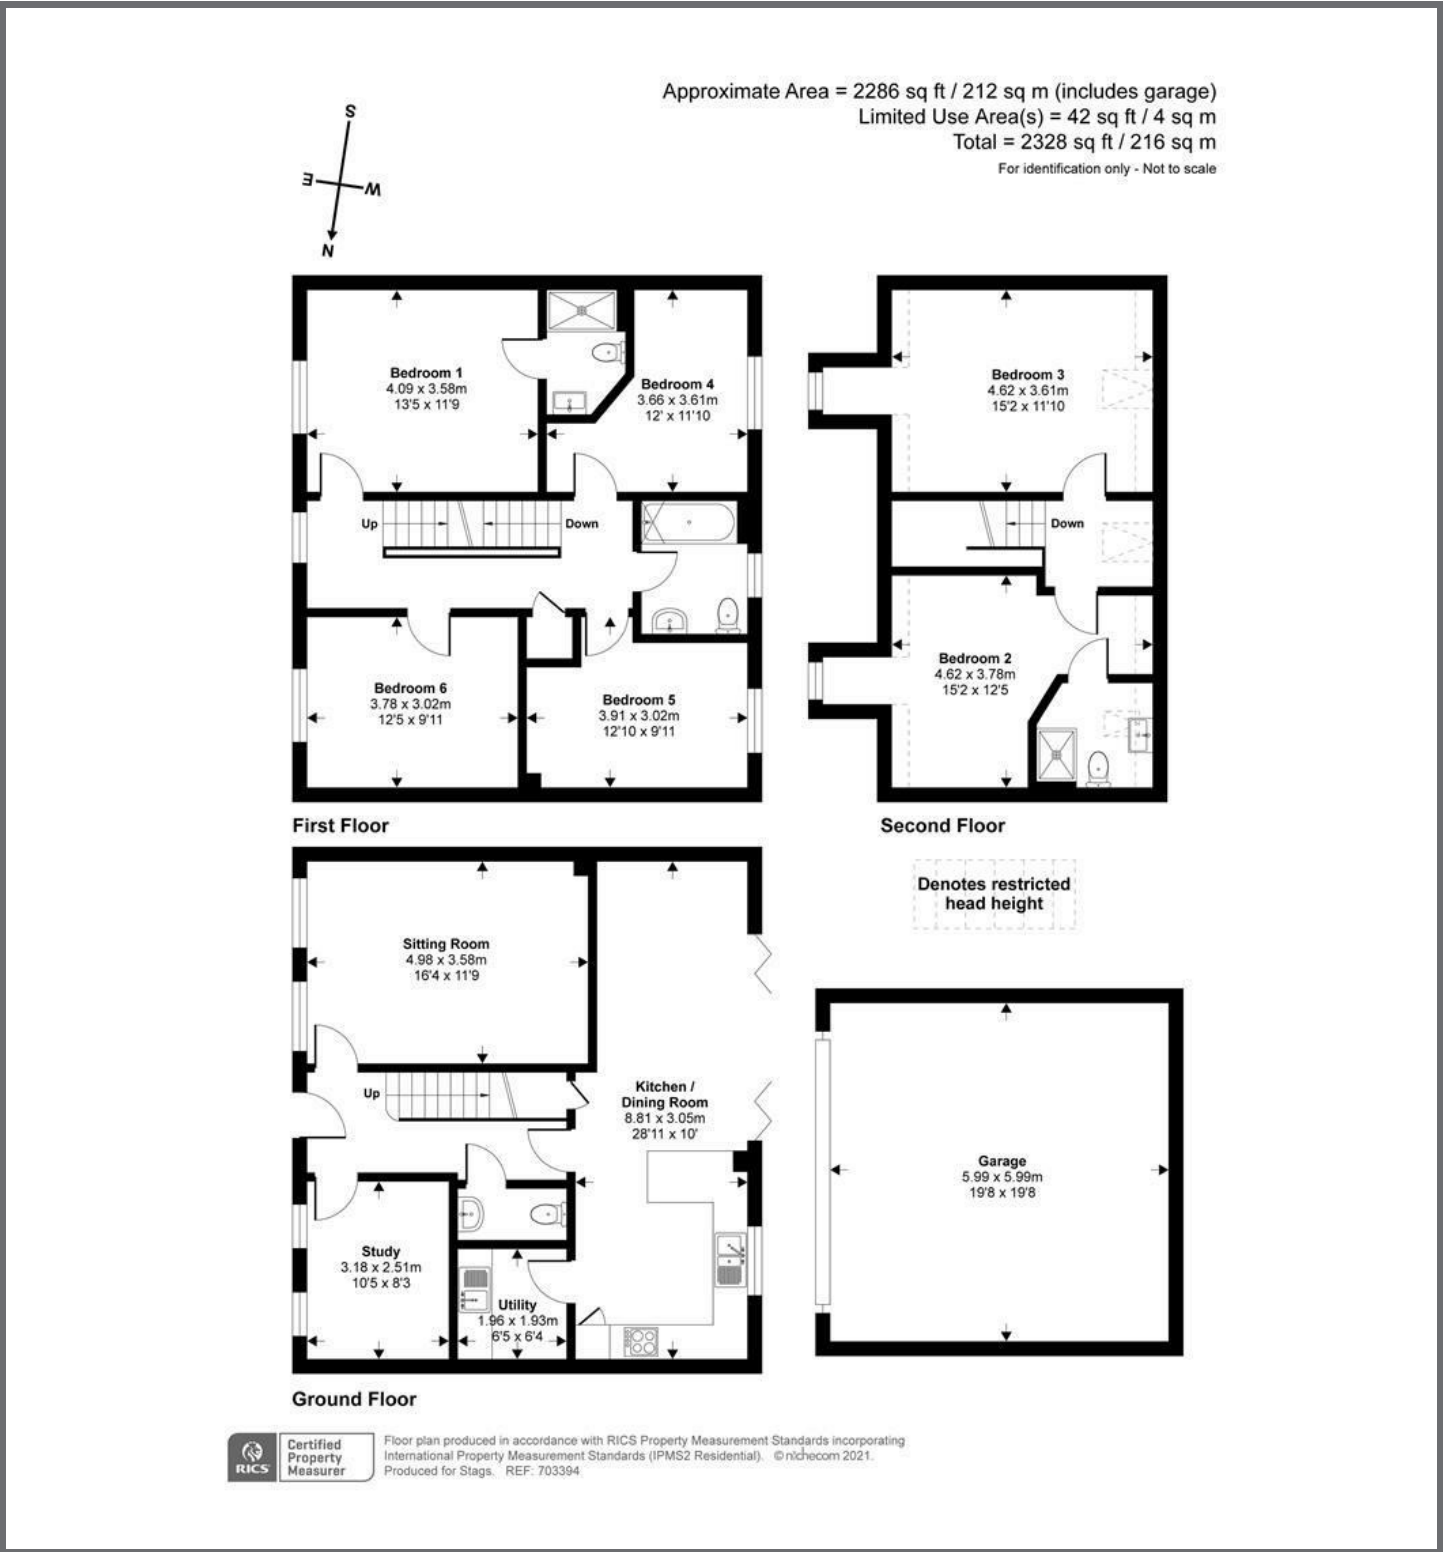 Approximate Area = 2286 sq ft / 212 sq m (includes garage)
Limited Use Area(s) = 42 sq ft / 4 sq m
Total = 2328 sq ft / 216 sq m
For identification only - Not to scale
S
E
W
N
Bedroom 1
4.09 x 3.58m
13'5 x 11'9
Bedroom 4
3.66 x 3.61m
12' x 11'10
Up
Down
Bedroom 6
3.78 x 3.02m
12'5 x 9'11
Bedroom 5
3.91 x 3.02m
12'10 x 9'11
First Floor
Bedroom 3
4.62 x 3.61m
15'2 x 11'10
Down
Bedroom 2
4.62 x 3.78m
15'2 x 12'5
Second Floor
Denotes restricted
head height
Sitting Room
4.98 x 3.58m
16'4 x 11'9
Up
Kitchen /
Dining Room
8.81 x 3.05m
28'11 x 10'
Study
3.18 x 2.51m
10'5 x 8'3
Utility
1.96 x 1.93m
6'5 x 6'4
Ground Floor
Garage
5.99 x 5.99m
19'8 x 19'8
RICS
Certified
Property
Measurer
Floor plan produced in accordance with RICS Property Measurement Standards incorporating
International Property Measurement Standards (IPMS2 Residential). © nichecom 2021.
Produced for Stags. REF: 703394